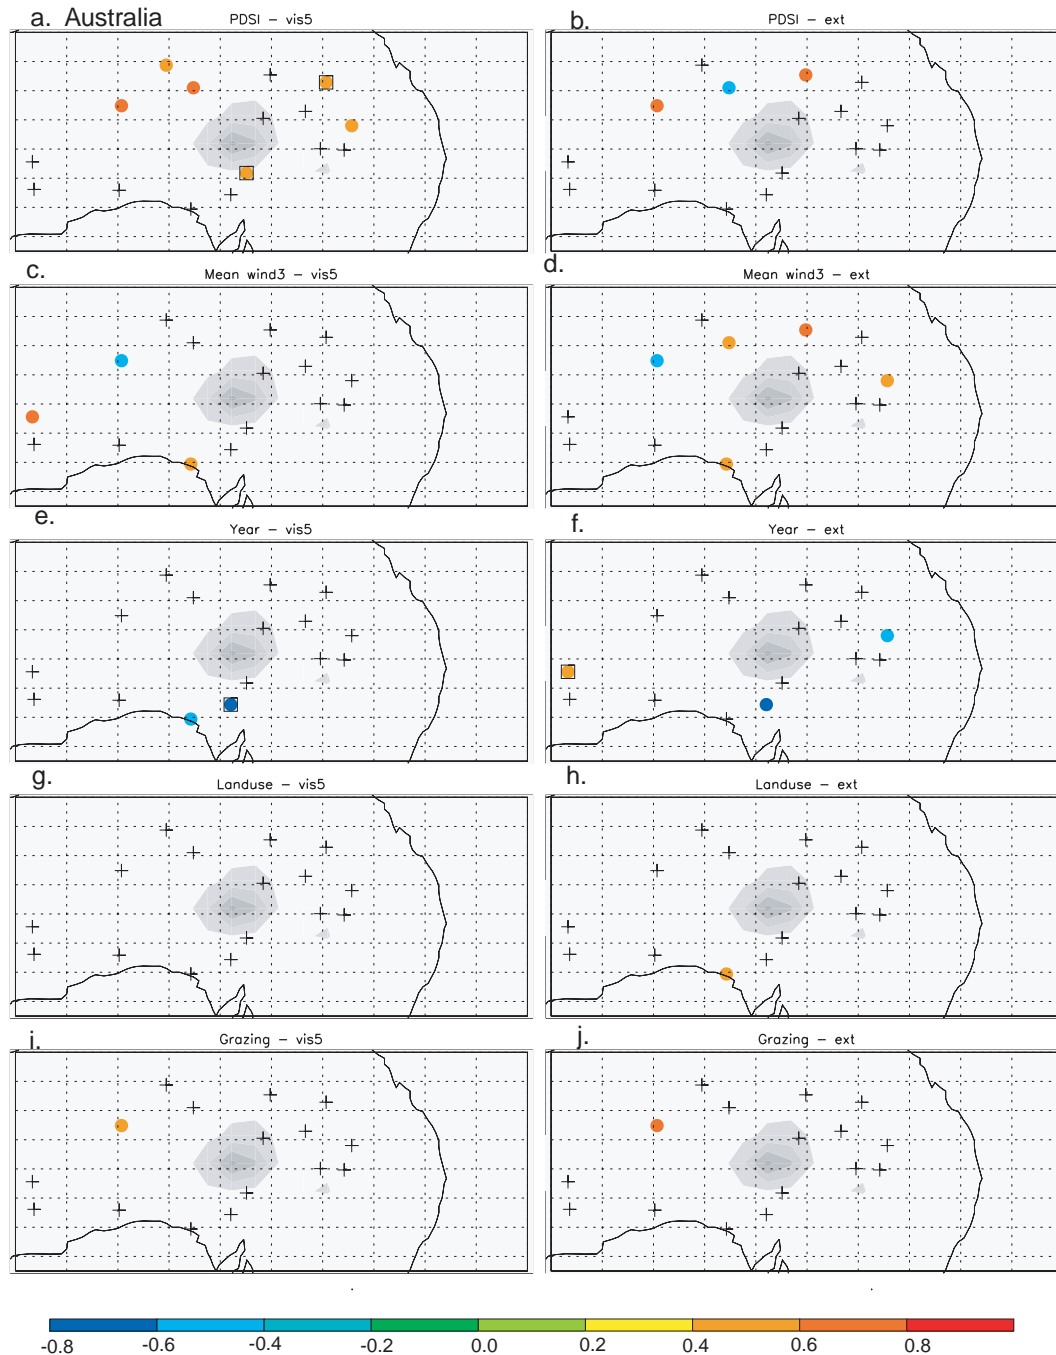 a. Australia
PDSI – vis5
b.
PDSI – ext
c.
Mean wind3 – vis5
d.
Mean wind3 – ext
e.
Year – vis5
f.
Year – ext
g.
Landuse – vis5
h.
Landuse – ext
i.
Grazing – vis5
j.
Grazing – ext
-0.8 -0.6 -0.4 -0.2 0.0 0.2 0.4 0.6 0.8